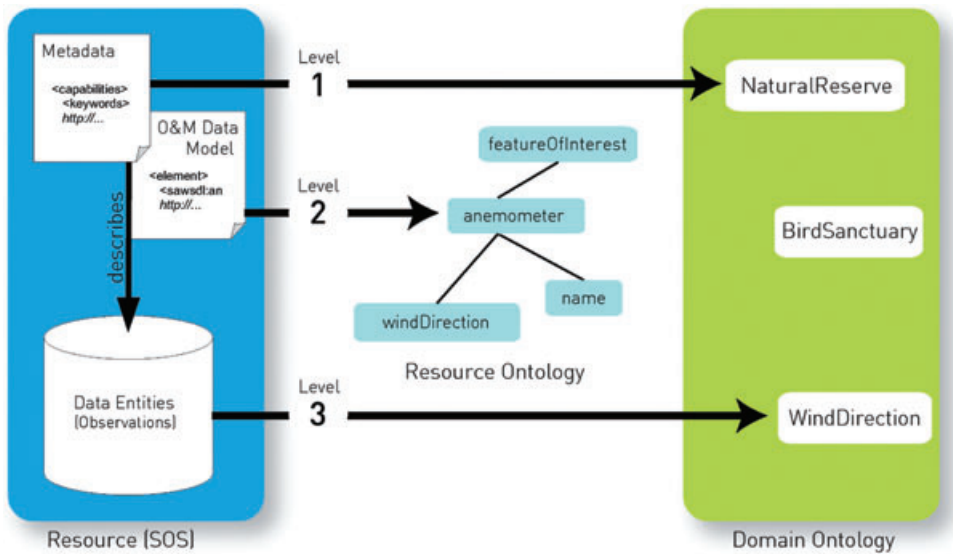 Metadata
<capabilities>
<keywords>
http://...
O&M Data
Model
<element>
<sawsdl:an
http://...
describes
Data Entities
(Observations)
Resource (SOS)
Level
1
Level
2
Level
3
featureOfInterest
anemometer
name
windDirection
Resource Ontology
NaturalReserve
BirdSanctuary
WindDirection
Domain Ontology